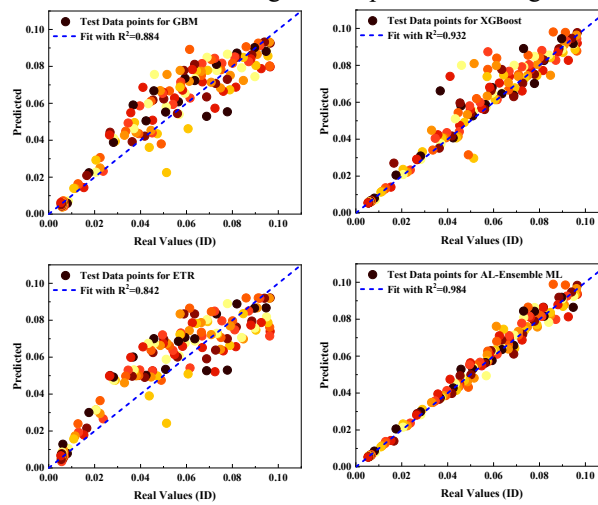 Test Data points for GBM
Fit with R²=0.884
0.10
0.08
0.06
0.04
0.02
0.00
Predicted
0.00 0.02 0.04 0.06 0.08 0.10
Real Values (ID)
Test Data points for XGBoost
Fit with R²=0.932
0.10
0.08
0.06
0.04
0.02
0.00
Predicted
0.00 0.02 0.04 0.06 0.08 0.10
Real Values (ID)
Test Data points for ETR
Fit with R²=0.842
0.10
0.08
0.06
0.04
0.02
0.00
Predicted
0.00 0.02 0.04 0.06 0.08 0.10
Real Values (ID)
Test Data points for AL-Ensemble ML
Fit with R²=0.984
0.10
0.08
0.06
0.04
0.02
0.00
Predicted
0.00 0.02 0.04 0.06 0.08 0.10
Real Values (ID)